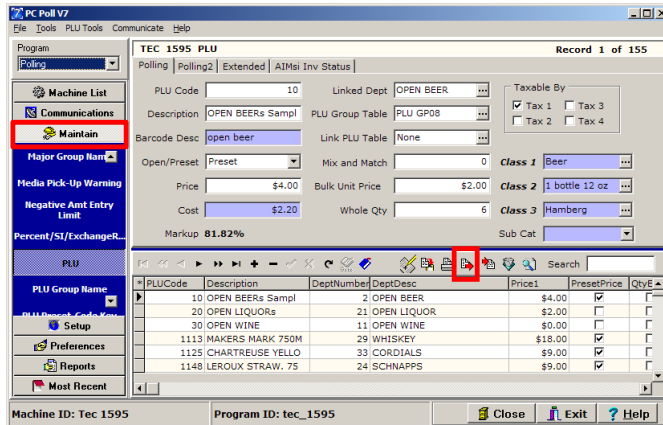 PC Poll V7
File Tools PLU Tools Communicate Help
Program
Polling
Machine List
Communications
Maintain
Major Group Nam
Media Pick-Up Warning
Negative Amt Entry
Limit
Percent/SI/ExchangeR...
PLU
PLU Group Name
PLU Preset-Code Key
Setup
Preferences
Reports
Most Recent
TEC 1595 PLU Record 1 of 155
Polling Polling2 Extended AIMsi Inv Status
PLU Code 10 Linked Dept OPEN BEER ... Taxable By
Tax 1 Tax 3
Description OPEN BEERs Sampl PLU Group Table PLU GP08 ... Tax 2 Tax 4
Barcode Desc open beer Link PLU Table None ...
Open/Preset Preset Mix and Match 0 Class 1 Beer ...
Price $4.00 Bulk Unit Price $2.00 Class 2 1 bottle 12 oz ...
Cost $2.20 Whole Qty 6 Class 3 Hamberg ...
Markup 81.82% Sub Cat
Search
* PLUCode Description DeptNumber DeptDesc Price1 PresetPrice QtyE
10 OPEN BEERs Sampl 2 OPEN BEER $4.00
20 OPEN LIQUORs 21 OPEN LIQUOR $2.00
30 OPEN WINE 11 OPEN WINE $0.00
1113 MAKERS MARK 750M 29 WHISKEY $18.00
1125 CHARTREUSE YELLO 33 CORDIALS $9.00
1148 LEROUX STRAW. 75 24 SCHNAPPS $9.00
Machine ID: Tec 1595 Program ID: tec_1595 Close Exit Help